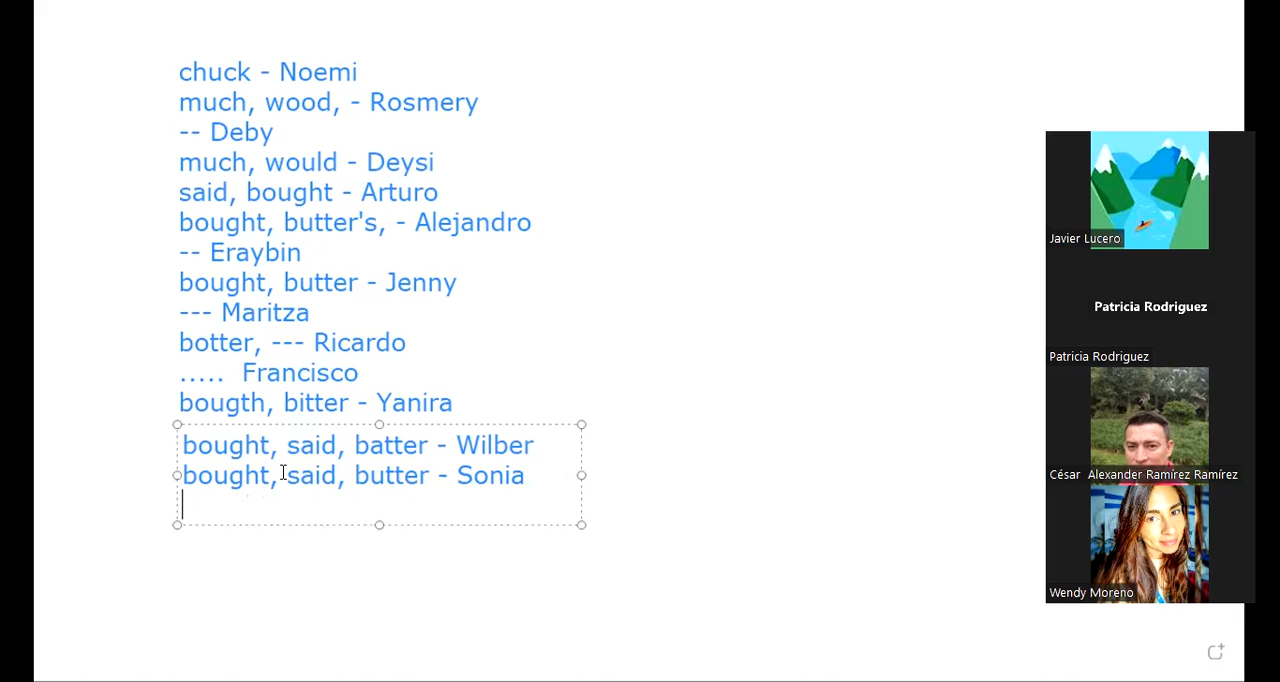 chuck - Noemi
much, wood, - Rosmery
-- Deby
much, would - Deysi
said, bought - Arturo
bought, butter's, - Alejandro
-- Eraybin
bought, butter - Jenny
--- Maritza
botter, --- Ricardo
..... Francisco
bougth, bitter - Yanira
bought, said, batter - Wilber
bought, said, butter - Sonia
Javier Lucero
Patricia Rodriguez
Patricia Rodriguez
César Alexander Ramírez Ramírez
Wendy Moreno